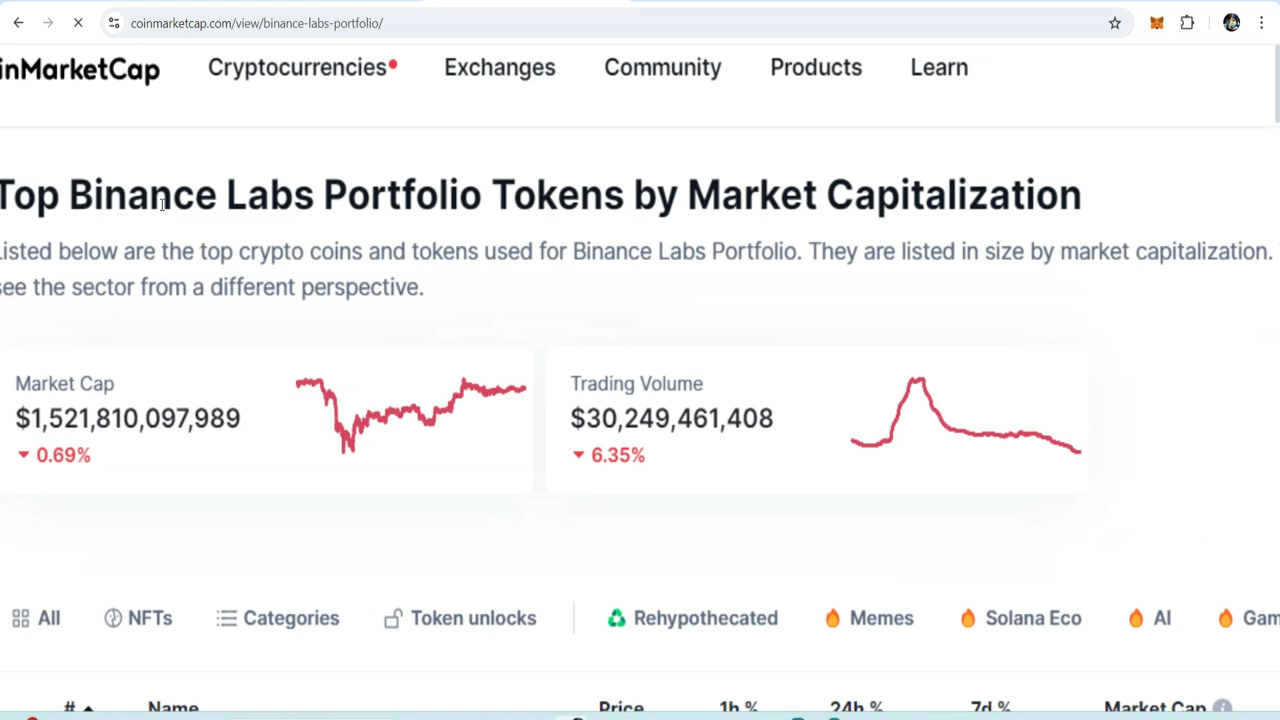 coinmarketcap.com/view/binance-labs-portfolio/
inMarketCap Cryptocurrencies Exchanges Community Products Learn
Top Binance Labs Portfolio Tokens by Market Capitalization
Listed below are the top crypto coins and tokens used for Binance Labs Portfolio. They are listed in size by market capitalization.
see the sector from a different perspective.
Market Cap
$1,521,810,097,989
0.69%
Trading Volume
$30,249,461,408
6.35%
All NFTs Categories Token unlocks Rehypothecated Memes Solana Eco AI Gam
# Name Price 1h % 24h % 7d % Market Cap